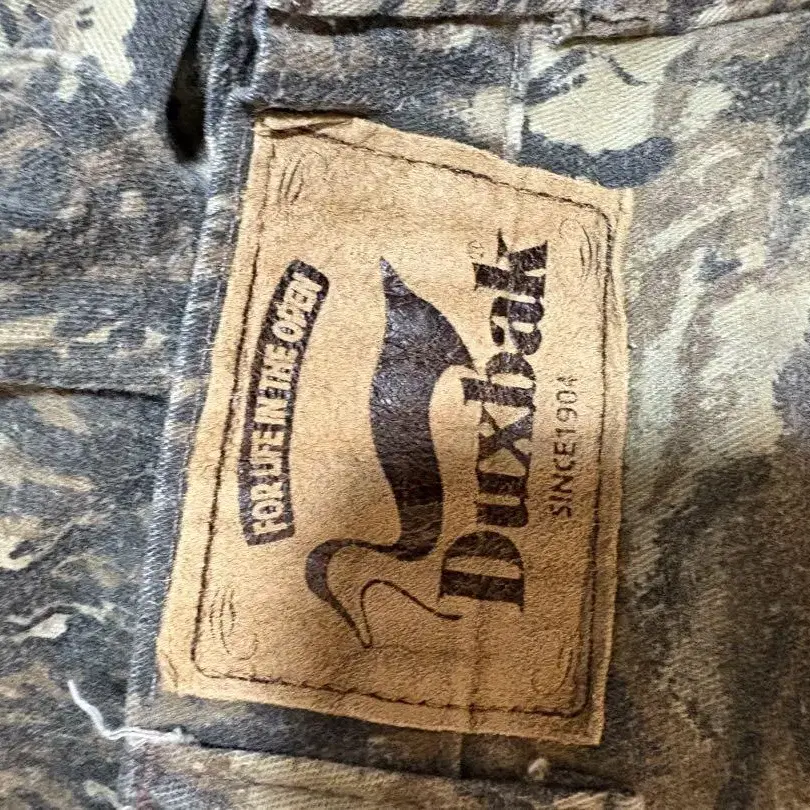 FOR LIFE IN THE OPEN
Duxbak®
SINCE 1904